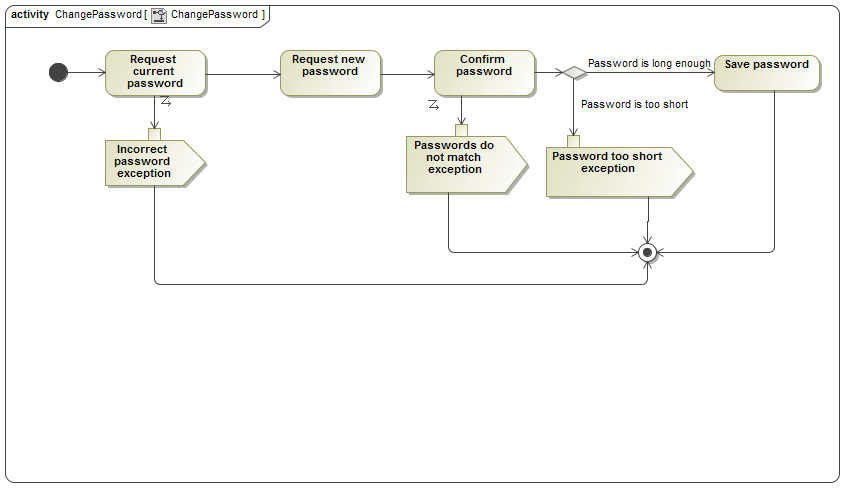 activity ChangePassword [ ChangePassword ]
Request
current
password
Request new
password
Confirm
password
Password is long enough
Save password
Password is too short
Incorrect
password
exception
Passwords do
not match
exception
Password too short
exception